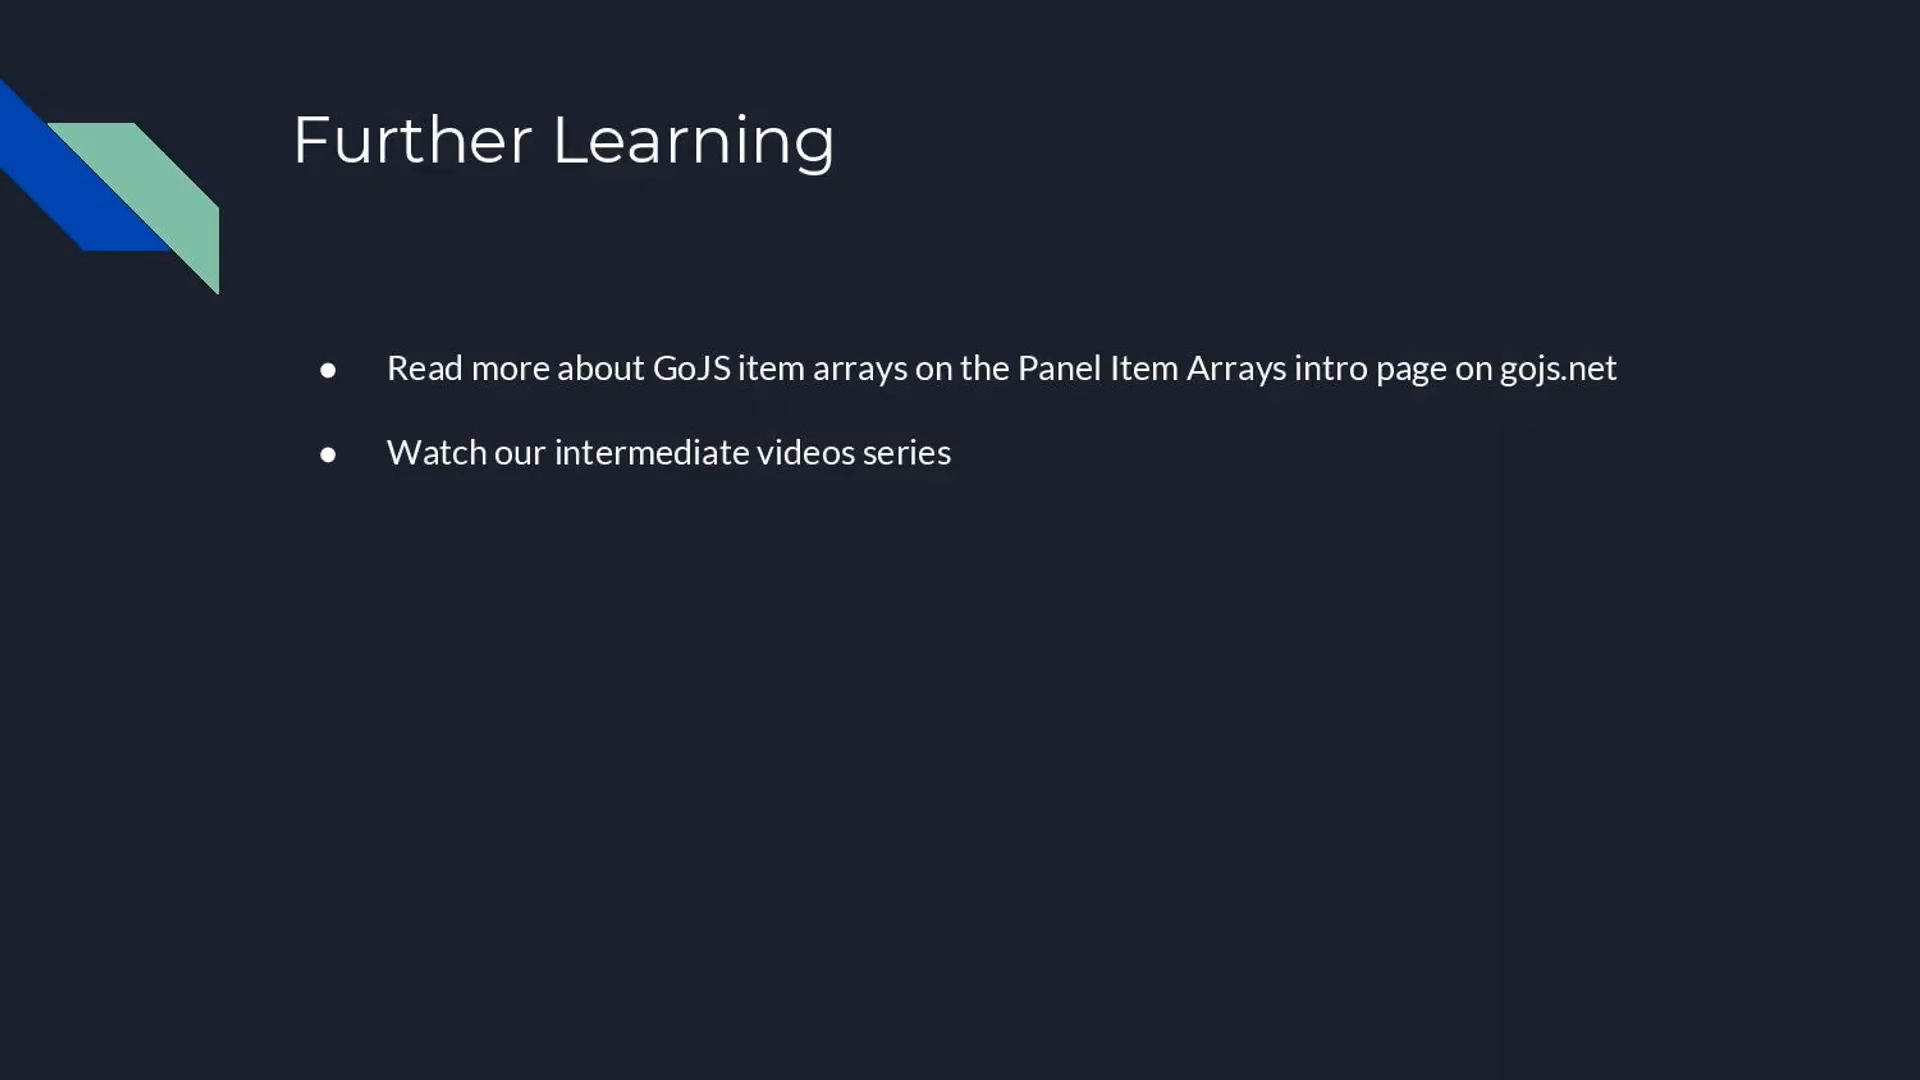 Further Learning
● Read more about GoJS item arrays on the Panel Item Arrays intro page on gojs.net
● Watch our intermediate videos series